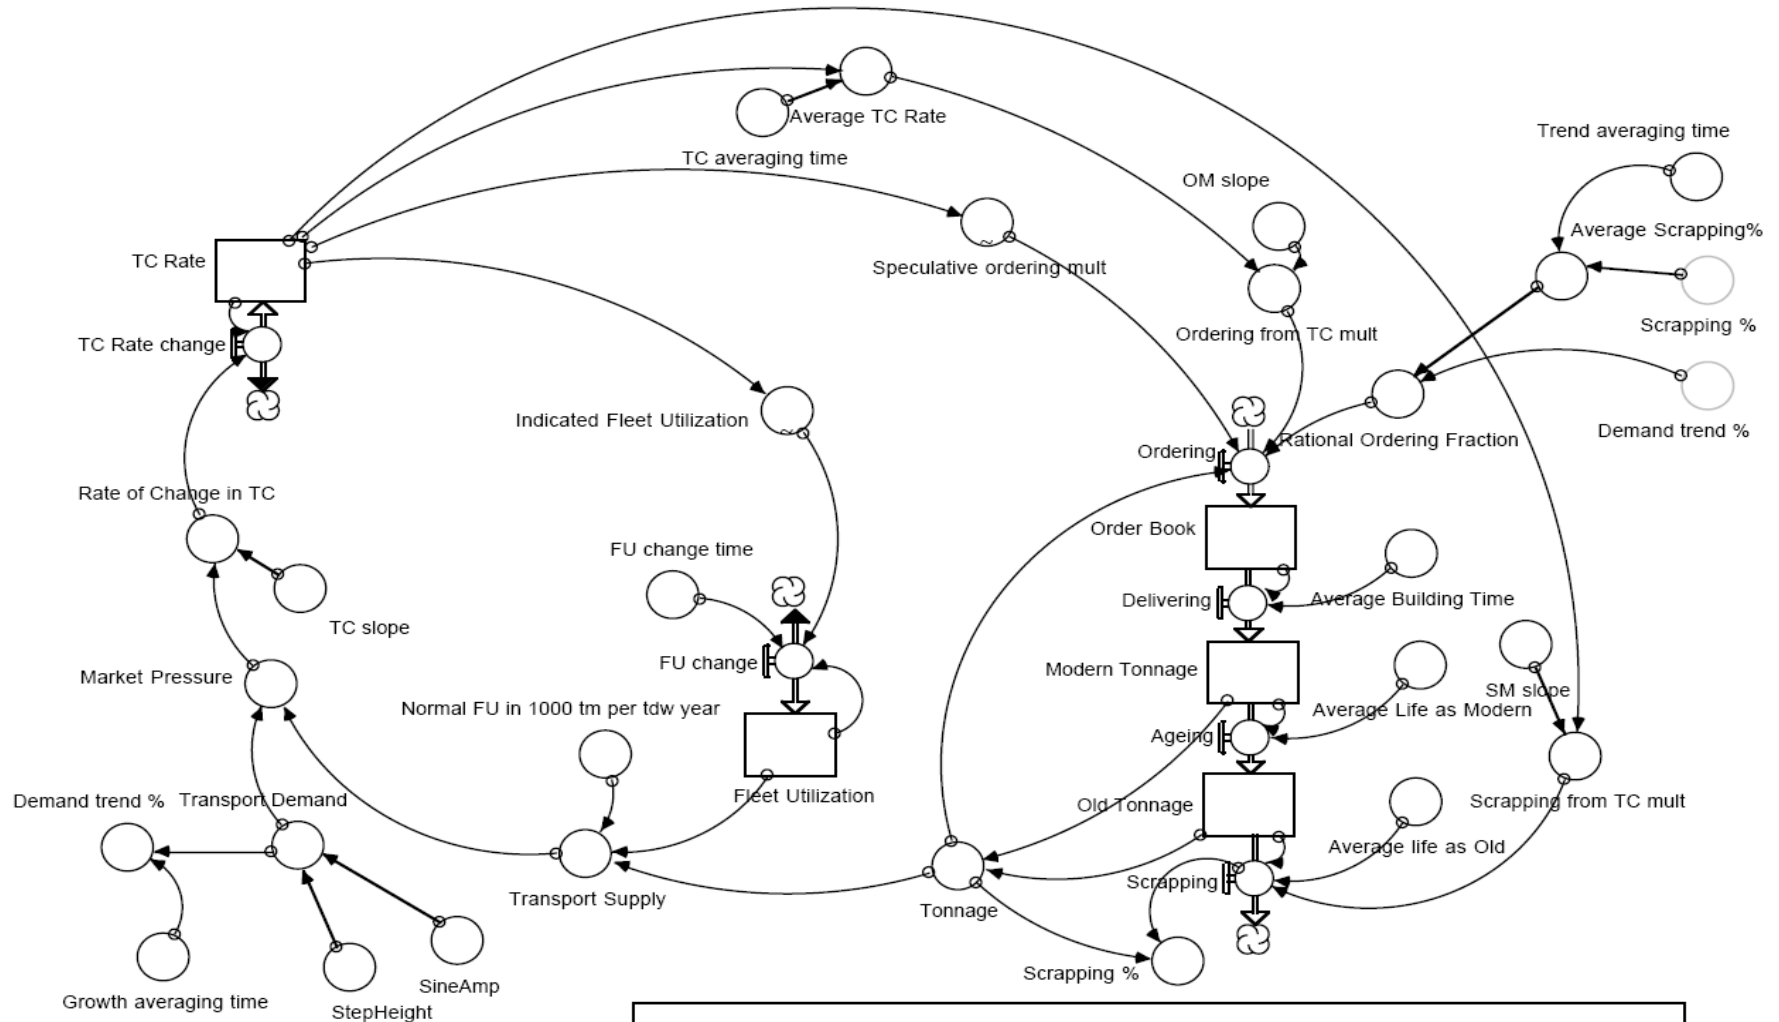 Trend averaging time
Average TC Rate
TC averaging time
OM slope
Average Scrapping%
TC Rate
Speculative ordering mult
Scrapping %
TC Rate change
Ordering from TC mult
Indicated Fleet Utilization
Rational Ordering Fraction
Demand trend %
Ordering
Rate of Change in TC
Order Book
FU change time
Delivering
Average Building Time
TC slope
FU change
Modern Tonnage
Market Pressure
SM slope
Normal FU in 1000 tm per tdw year
Average Life as Modern
Ageing
Demand trend %
Transport Demand
Fleet Utilization
Old Tonnage
Scrapping from TC mult
Average life as Old
Scrapping
Transport Supply
Tonnage
Scrapping %
SineAmp
Growth averaging time
StepHeight